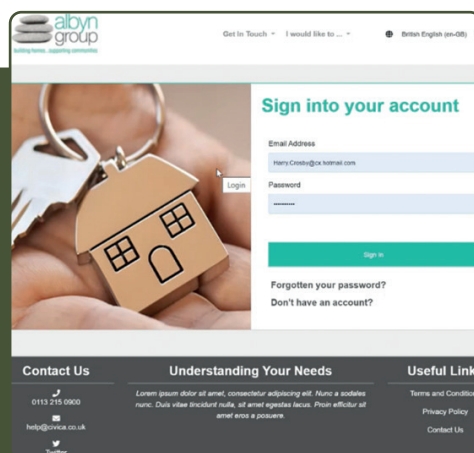 albyn
group
building homes... supporting communities
Get In Touch
I would like to ...
British English (en-GB)
Sign into your account
Email Address
Harry.Crosby@cx.hotmail.com
Login
Password
Sign in
Forgotten your password?
Don't have an account?
Contact Us
0113 215 0900
help@civica.co.uk
Twitter
Understanding Your Needs
Lorem ipsum dolor sit amet, consectetur adipiscing elit. Nunc a sodales
nunc. Duis vitae tincidunt nulla, sit amet egestas lacus. Proin efficitur sit
amet eros a posuere.
Useful Link
Terms and Condition
Privacy Policy
Contact Us